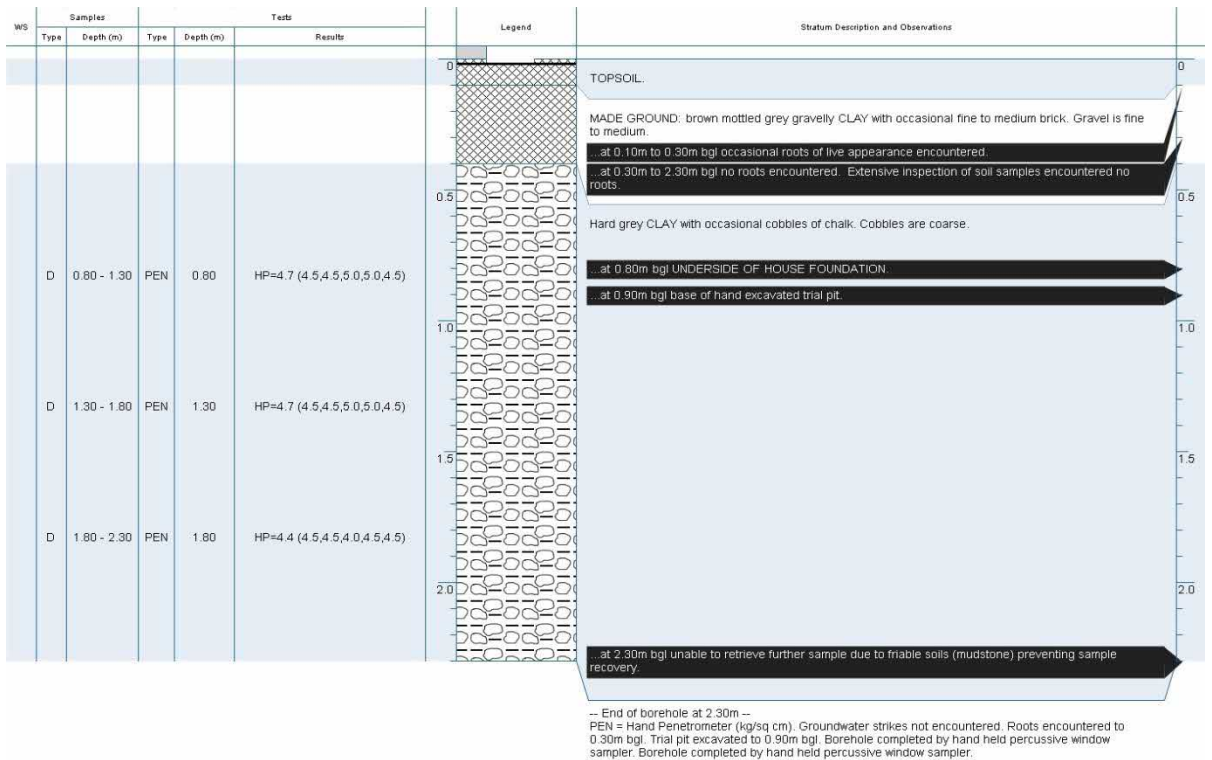 WS
Samples
Tests
Legend
Stratum Description and Observations
Type
Depth (m)
Type
Depth (m)
Results
0
0
TOPSOIL.
MADE GROUND: brown mottled grey gravelly CLAY with occasional fine to medium brick. Gravel is fine
to medium.
...at 0.10m to 0.30m bgl occasional roots of live appearance encountered.
...at 0.30m to 2.30m bgl no roots encountered. Extensive inspection of soil samples encountered no
roots.
0.5
0.5
Hard grey CLAY with occasional cobbles of chalk. Cobbles are coarse.
D 0.80 - 1.30 PEN 0.80 HP=4.7 (4.5,4.5,5.0,5.0,4.5)
...at 0.80m bgl UNDERSIDE OF HOUSE FOUNDATION.
...at 0.90m bgl base of hand excavated trial pit.
1.0
1.0
D 1.30 - 1.80 PEN 1.30 HP=4.7 (4.5,4.5,5.0,5.0,4.5)
1.5
1.5
D 1.80 - 2.30 PEN 1.80 HP=4.4 (4.5,4.5,4.0,4.5,4.5)
2.0
2.0
...at 2.30m bgl unable to retrieve further sample due to friable soils (mudstone) preventing sample
recovery.
-- End of borehole at 2.30m --
PEN = Hand Penetrometer (kg/sq cm). Groundwater strikes not encountered. Roots encountered to
0.30m bgl. Trial pit excavated to 0.90m bgl. Borehole completed by hand held percussive window
sampler. Borehole completed by hand held percussive window sampler.